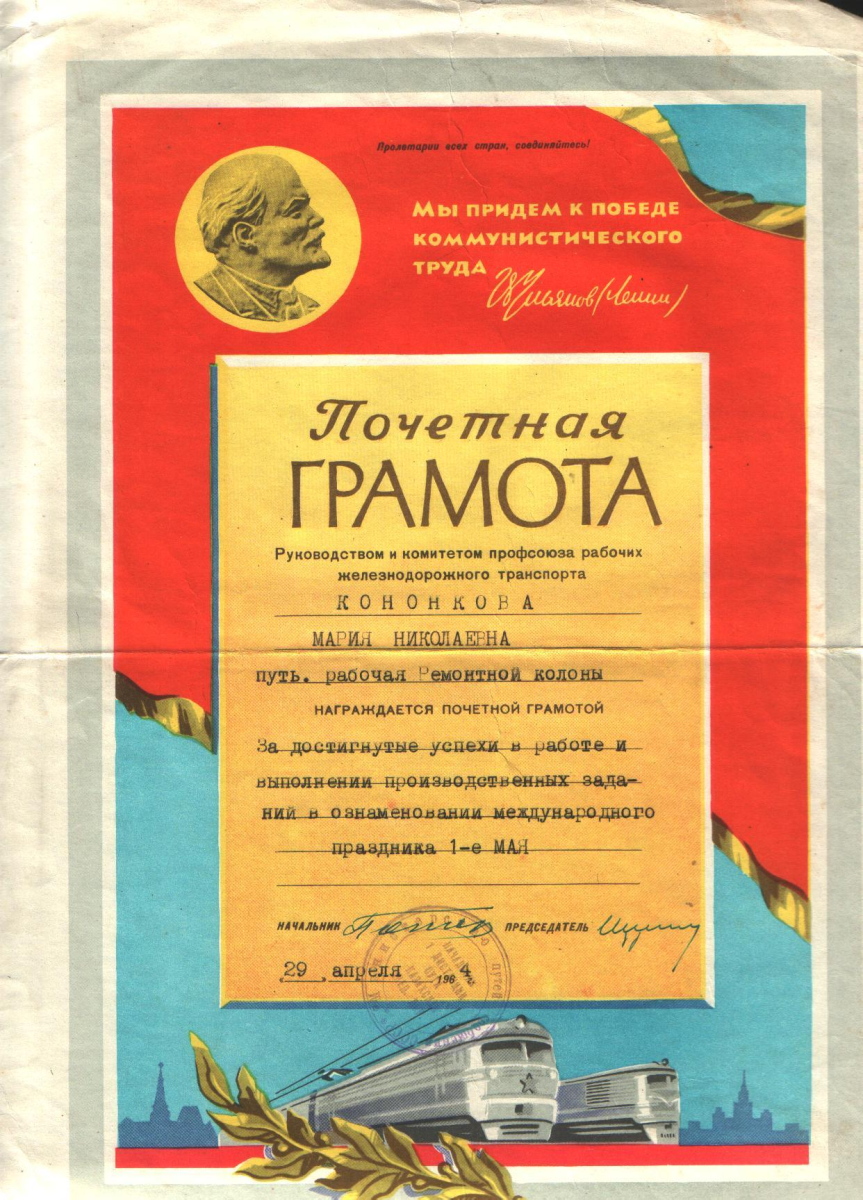 Пролетарии всех стран, соединяйтесь!
Мы придем к победе
коммунистического
труда
В Ульянов (Ленин)
Почетная
ГРАМОТА
Руководством и комитетом профсоюза рабочих
железнодорожного транспорта
КОНОНКОВА
МАРИЯ НИКОЛАЕВНА
путь. рабочая Ремонтной колоны
НАГРАЖДАЕТСЯ ПОЧЕТНОЙ ГРАМОТОЙ
За достигнутые успехи в работе и
выполнении производственных зада-
ний в ознаменовании международного
праздника 1-е МАЯ
НАЧАЛЬНИК ПРЕДСЕДАТЕЛЬ
29 апреля 1964